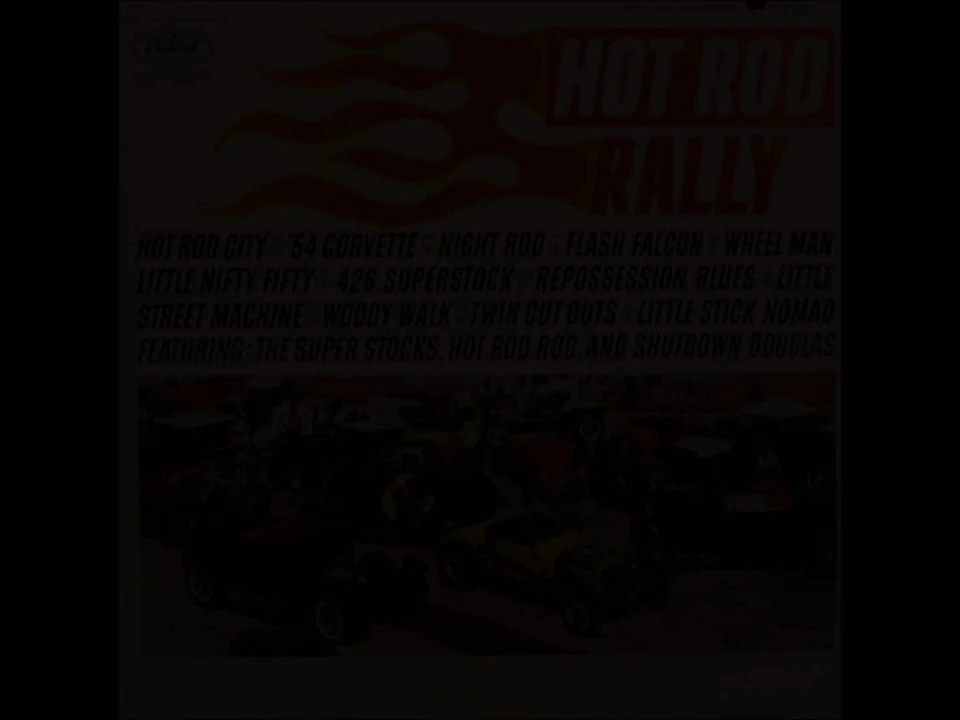 Capitol
HOT ROD
RALLY
HOT ROD CITY • '54 CORVETTE • NIGHT ROD • FLASH FALCON • WHEEL MAN
LITTLE NIFTY FIFTY • 426 SUPERSTOCK • REPOSSESSION BLUES • LITTLE
STREET MACHINE • WOODY WALK • TWIN CUT OUTS • LITTLE STICK NOMAD
FEATURING: THE SUPER STOCKS, HOT ROD ROG, AND SHUTDOWN DOUGLAS